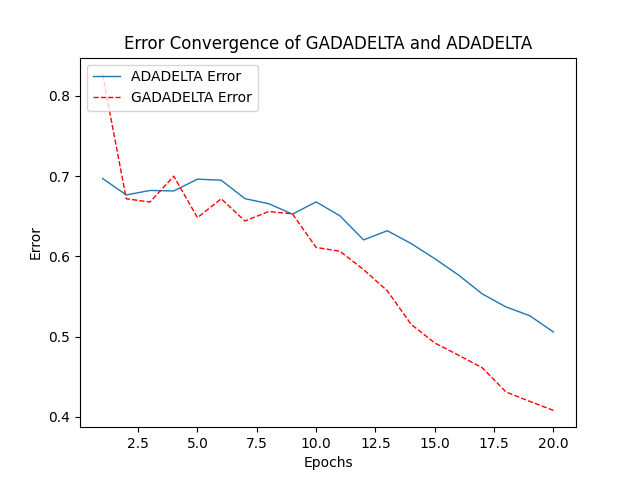 Error Convergence of GADADELTA and ADADELTA
ADADELTA Error
GADADELTA Error
0.8
0.7
0.6
0.5
0.4
Error
2.5 5.0 7.5 10.0 12.5 15.0 17.5 20.0
Epochs